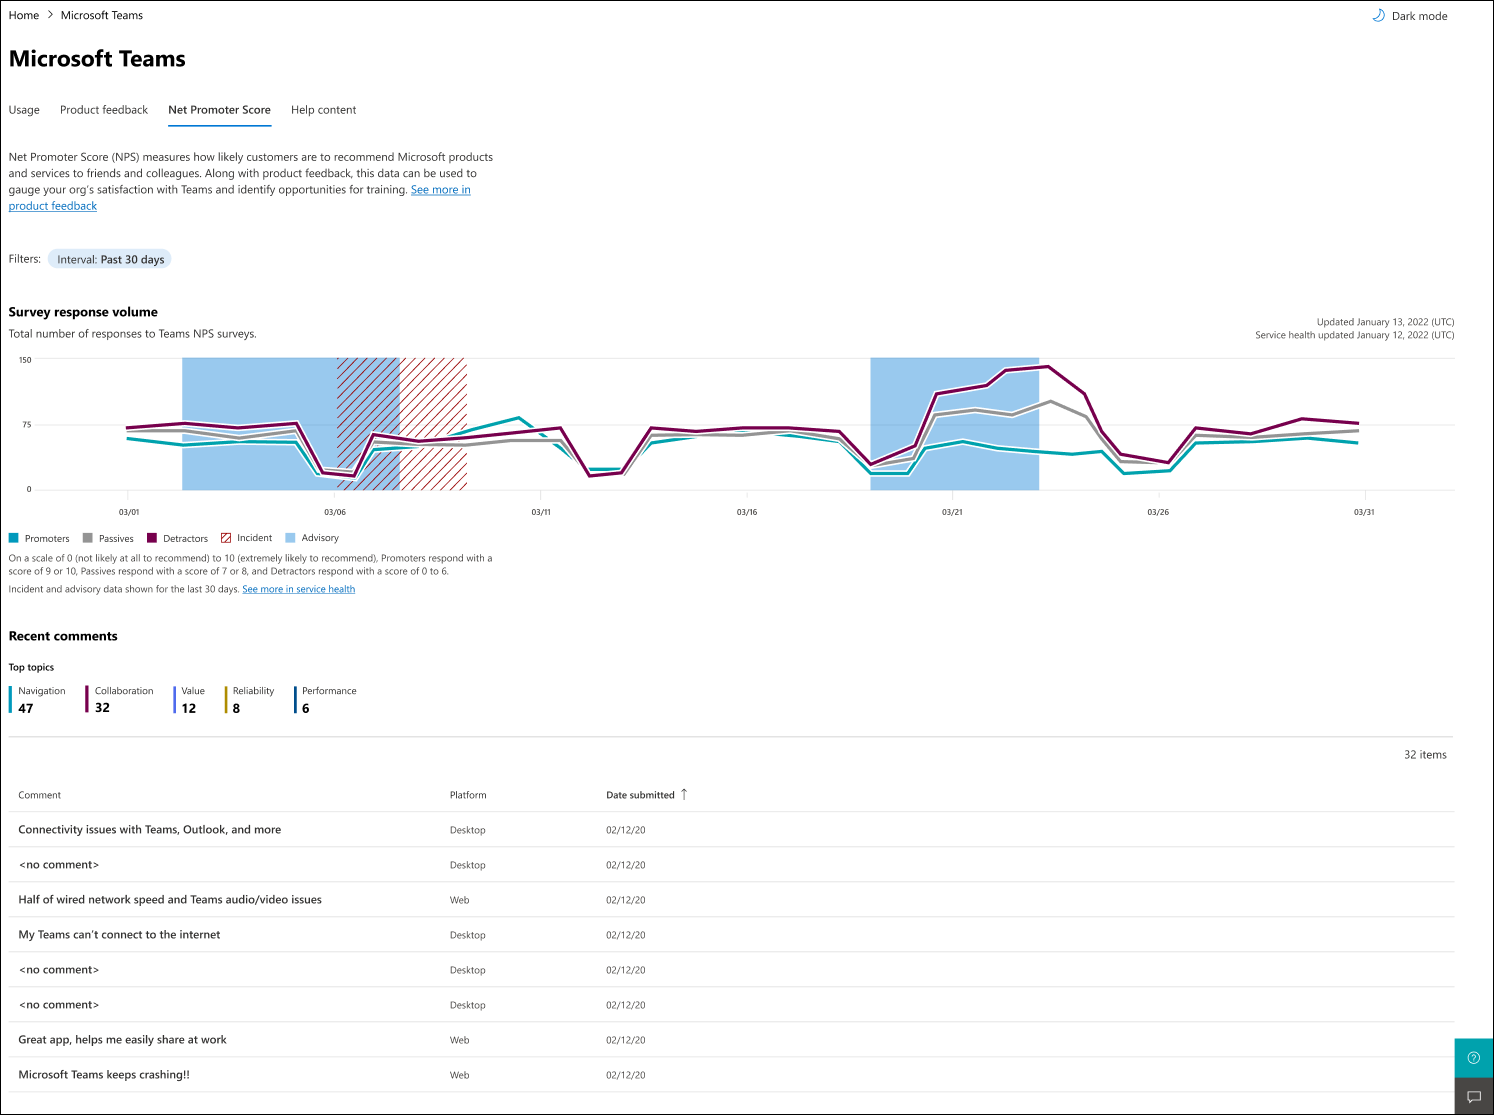 Home > Microsoft Teams
Dark mode
Microsoft Teams
Usage Product feedback Net Promoter Score Help content
Net Promoter Score (NPS) measures how likely customers are to recommend Microsoft products
and services to friends and colleagues. Along with product feedback, this data can be used to
gauge your org's satisfaction with Teams and identify opportunities for training. See more in
product feedback
Filters: Interval: Past 30 days
Survey response volume
Total number of responses to Teams NPS surveys.
Updated January 13, 2022 (UTC)
Service health updated January 12, 2022 (UTC)
150
75
0
03/01 03/06 03/11 03/16 03/21 03/26 03/31
Promoters Passives Detractors Incident Advisory
On a scale of 0 (not likely at all to recommend) to 10 (extremely likely to recommend), Promoters respond with a
score of 9 or 10, Passives respond with a score of 7 or 8, and Detractors respond with a score of 0 to 6.
Incident and advisory data shown for the last 30 days. See more in service health
Recent comments
Top topics
Navigation Collaboration Value Reliability Performance
47 32 12 8 6
32 items
Comment Platform Date submitted ↑
Connectivity issues with Teams, Outlook, and more Desktop 02/12/20
<no comment> Desktop 02/12/20
Half of wired network speed and Teams audio/video issues Web 02/12/20
My Teams can't connect to the internet Desktop 02/12/20
<no comment> Desktop 02/12/20
<no comment> Desktop 02/12/20
Great app, helps me easily share at work Web 02/12/20
Microsoft Teams keeps crashing!! Web 02/12/20